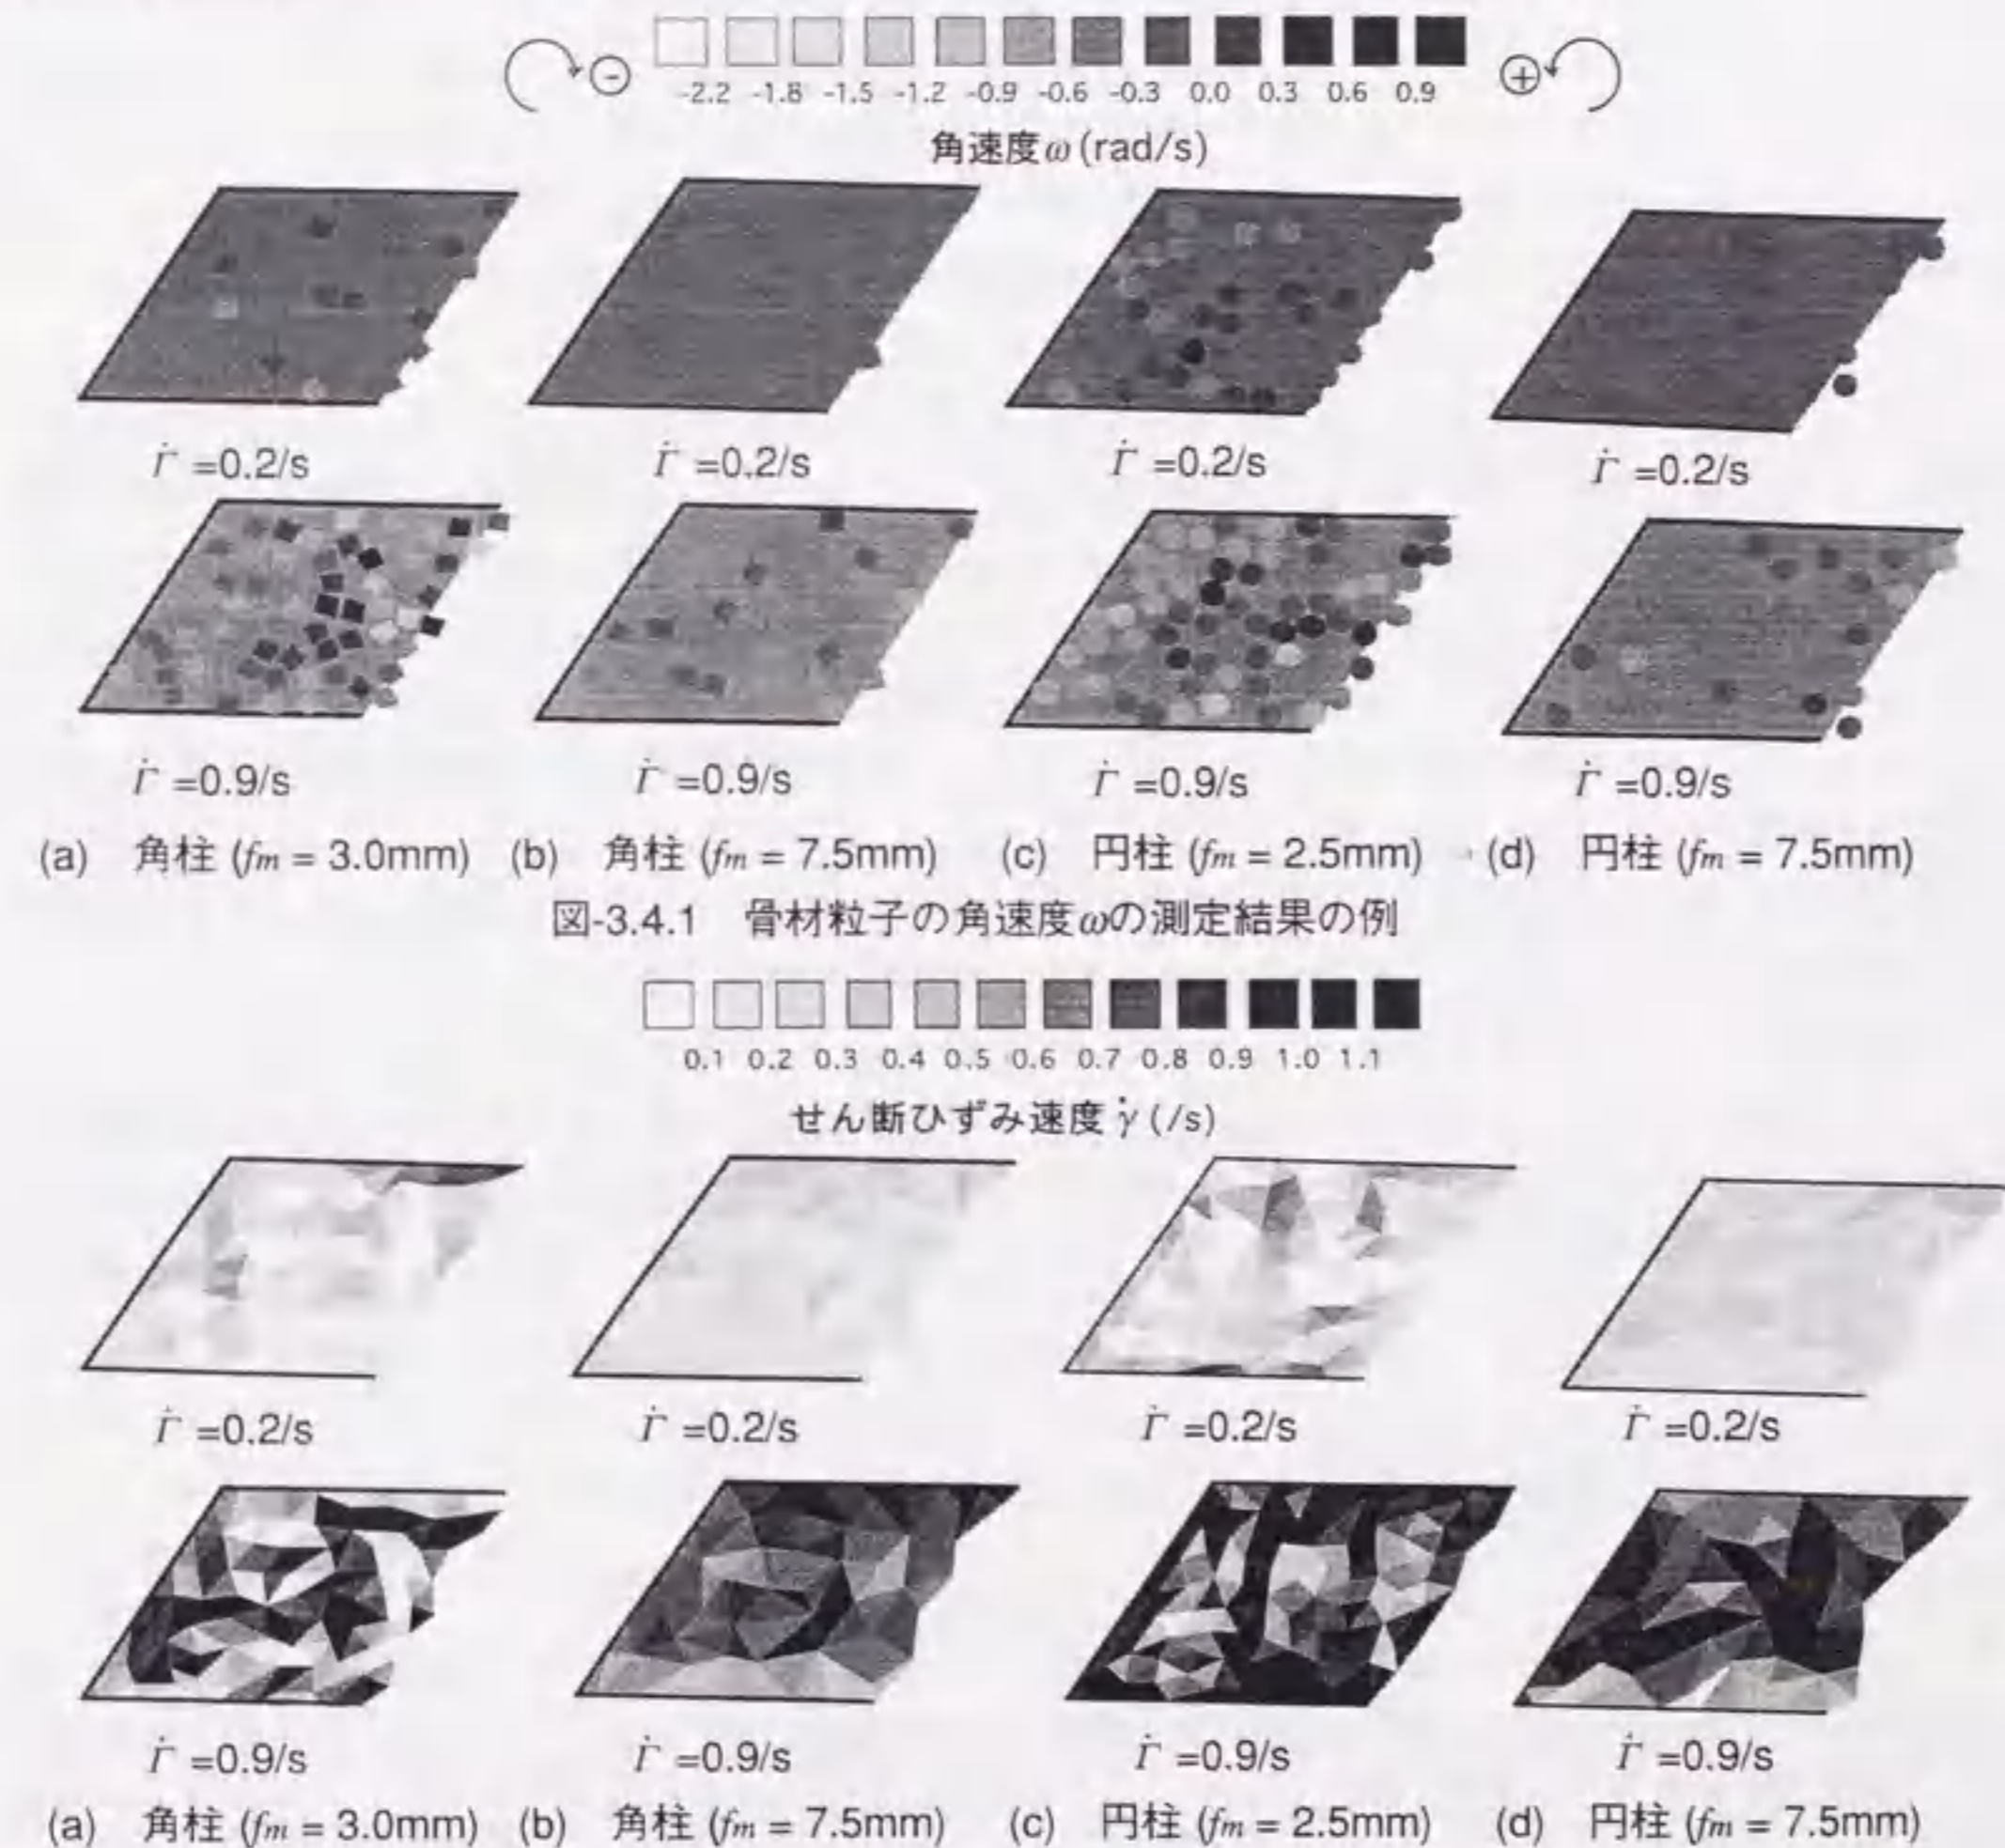 ⊖ ⊕
-2.2 -1.8 -1.5 -1.2 -0.9 -0.6 -0.3 0.0 0.3 0.6 0.9
角速度ω (rad/s)
Γ̇ =0.2/s Γ̇ =0.2/s Γ̇ =0.2/s Γ̇ =0.2/s
Γ̇ =0.9/s Γ̇ =0.9/s Γ̇ =0.9/s Γ̇ =0.9/s
(a) 角柱 (fm = 3.0mm) (b) 角柱 (fm = 7.5mm) (c) 円柱 (fm = 2.5mm) (d) 円柱 (fm = 7.5mm)
図-3.4.1 骨材粒子の角速度ωの測定結果の例
0.1 0.2 0.3 0.4 0.5 0.6 0.7 0.8 0.9 1.0 1.1
せん断ひずみ速度 γ̇ (/s)
Γ̇ =0.2/s Γ̇ =0.2/s Γ̇ =0.2/s Γ̇ =0.2/s
Γ̇ =0.9/s Γ̇ =0.9/s Γ̇ =0.9/s Γ̇ =0.9/s
(a) 角柱 (fm = 3.0mm) (b) 角柱 (fm = 7.5mm) (c) 円柱 (fm = 2.5mm) (d) 円柱 (fm = 7.5mm)